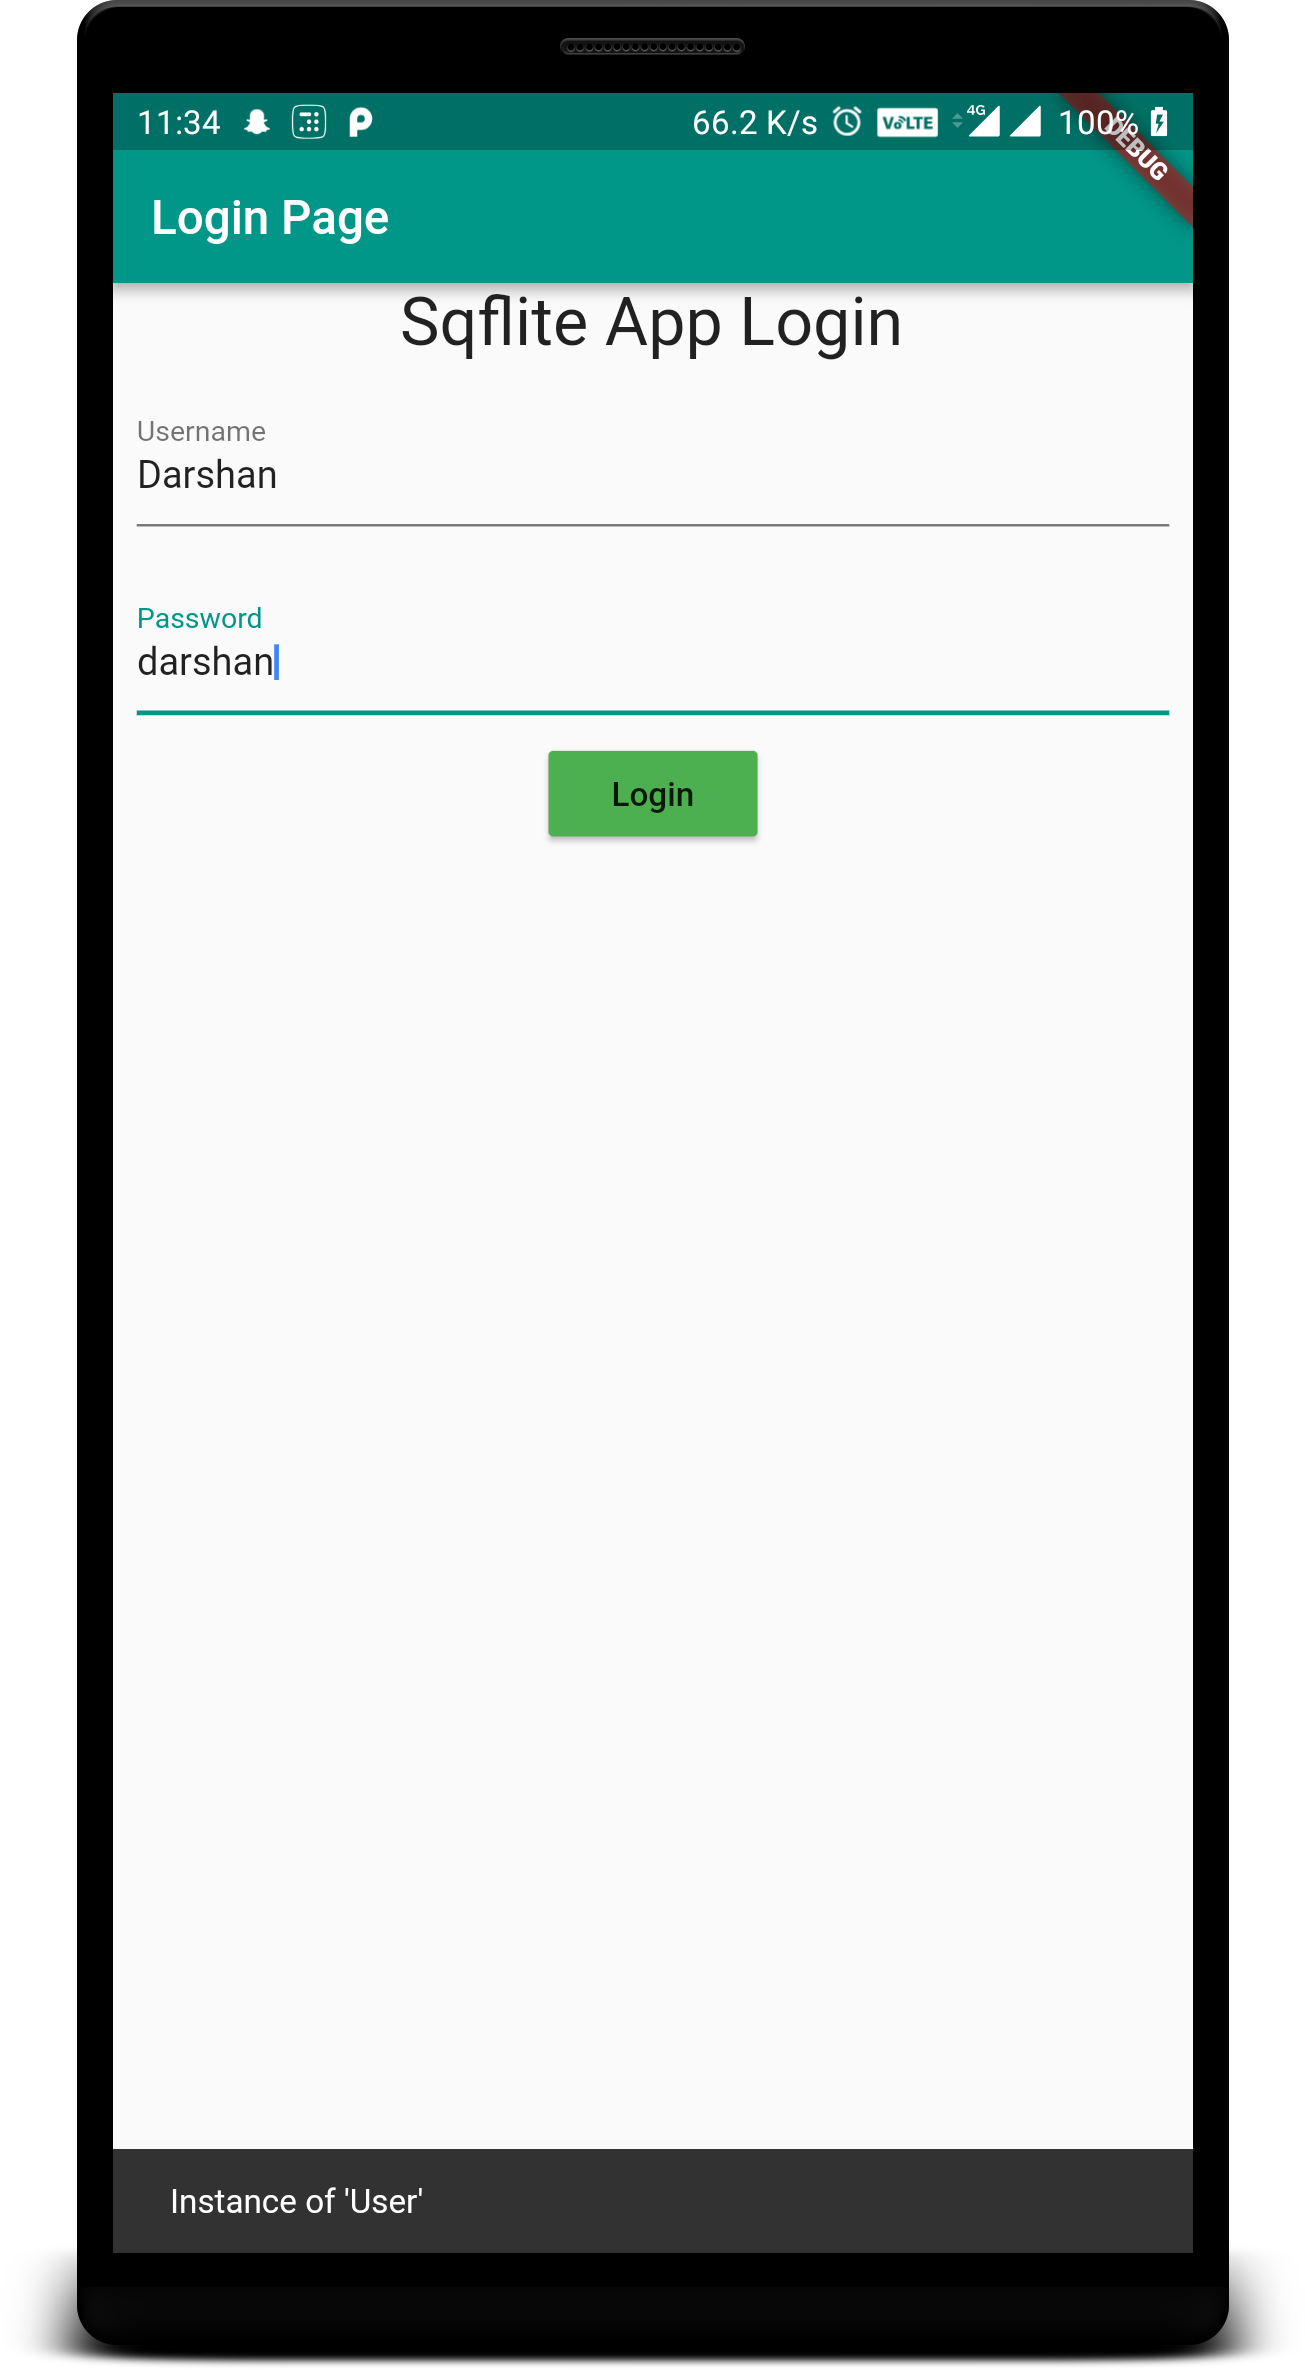 11:34 66.2 K/s VoLTE 4G 100%
DEBUG
Login Page
Sqflite App Login
Username
Darshan
Password
darshan
Login
Instance of 'User'